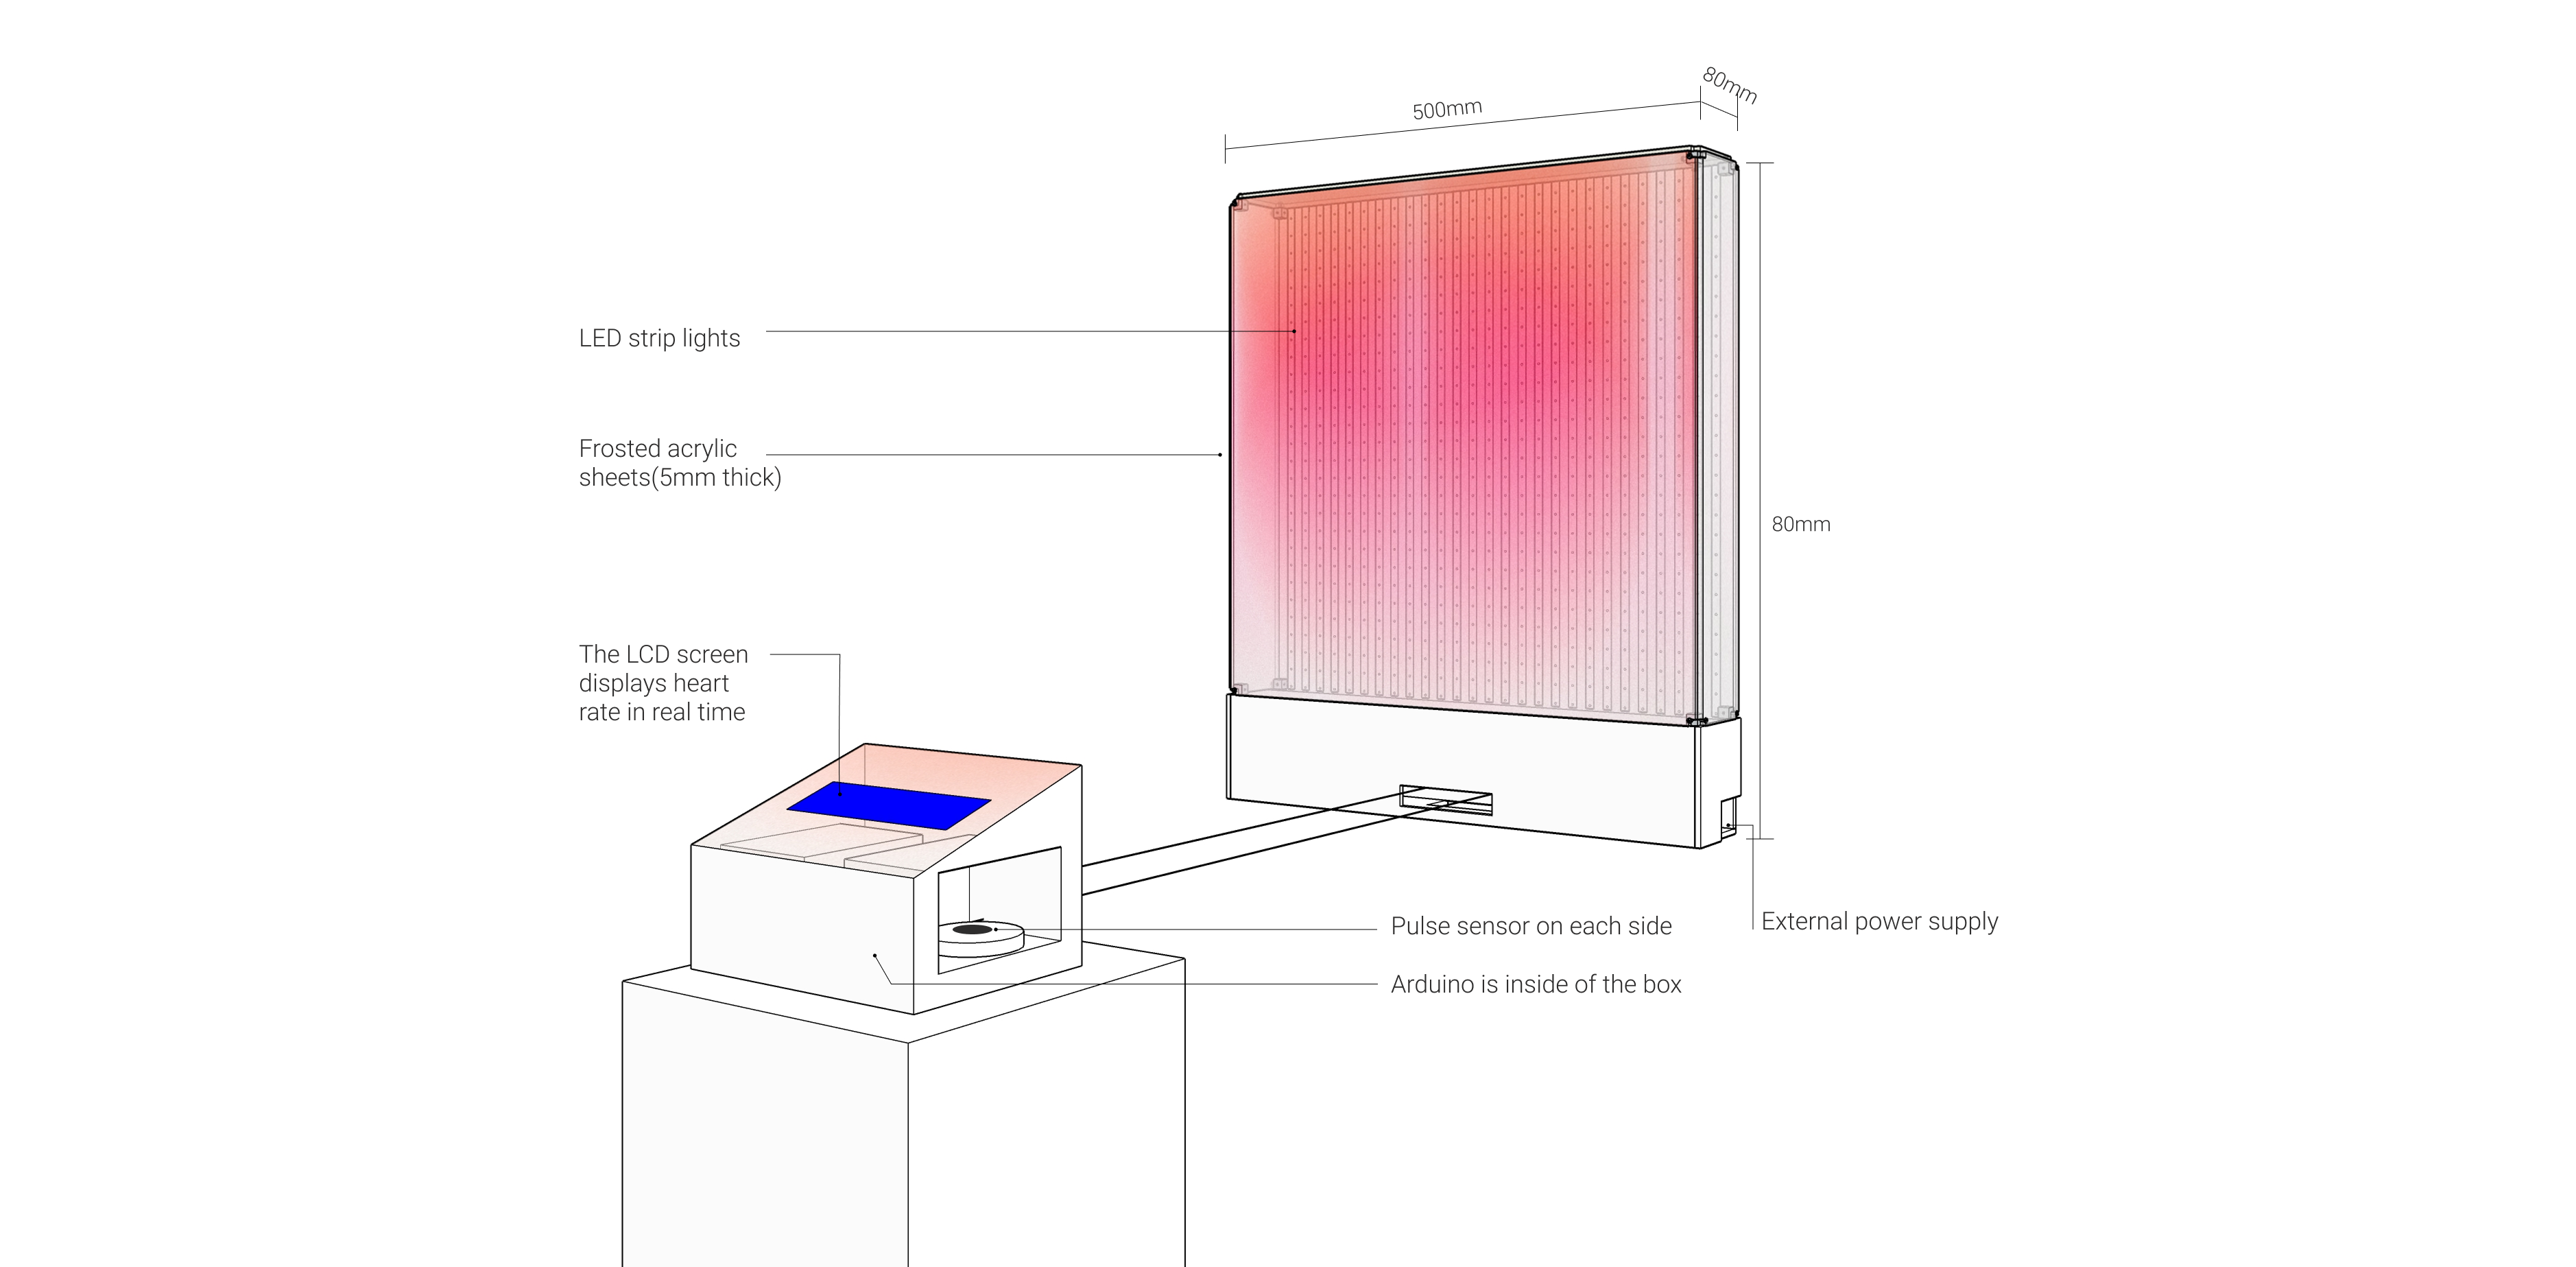 80mm
500mm
LED strip lights
Frosted acrylic
sheets(5mm thick)
80mm
The LCD screen
displays heart
rate in real time
External power supply
Pulse sensor on each side
Arduino is inside of the box